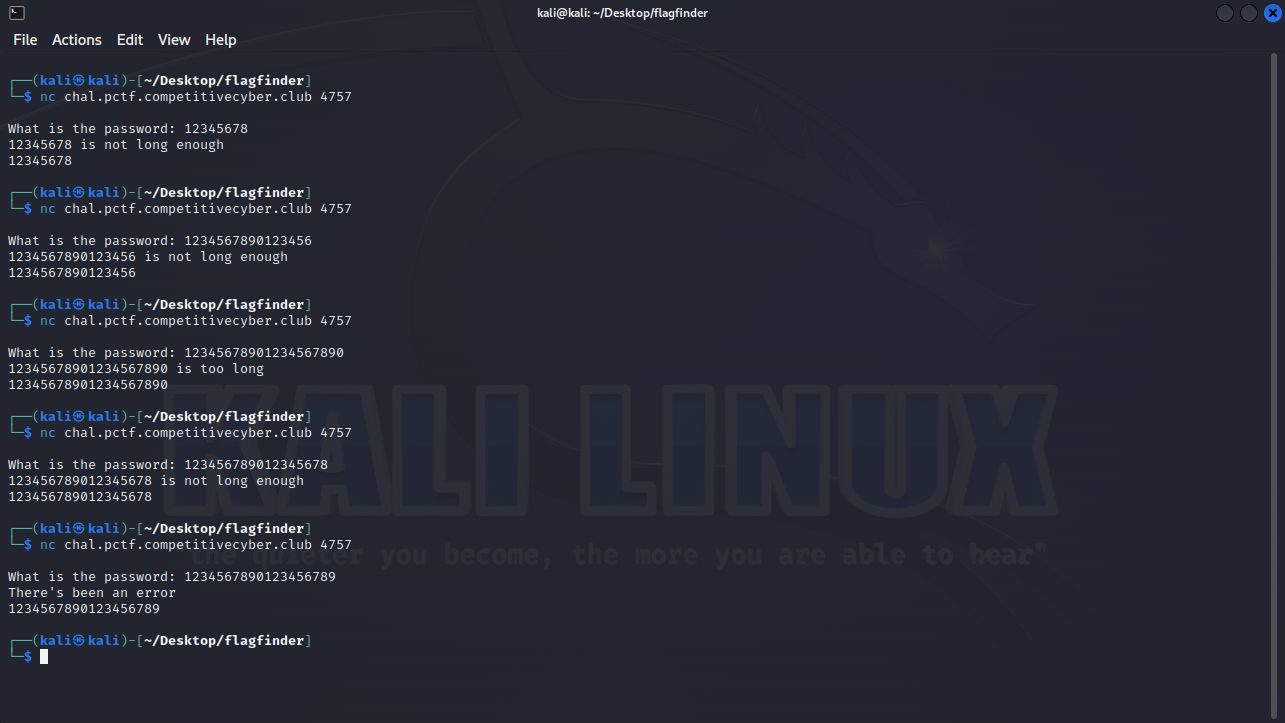 kali@kali: ~/Desktop/flagfinder
File Actions Edit View Help
┌──(kali㉿kali)-[~/Desktop/flagfinder]
└─$ nc chal.pctf.competitivecyber.club 4757
What is the password: 12345678
12345678 is not long enough
12345678
┌──(kali㉿kali)-[~/Desktop/flagfinder]
└─$ nc chal.pctf.competitivecyber.club 4757
What is the password: 1234567890123456
1234567890123456 is not long enough
1234567890123456
┌──(kali㉿kali)-[~/Desktop/flagfinder]
└─$ nc chal.pctf.competitivecyber.club 4757
What is the password: 12345678901234567890
12345678901234567890 is too long
12345678901234567890
┌──(kali㉿kali)-[~/Desktop/flagfinder]
└─$ nc chal.pctf.competitivecyber.club 4757
What is the password: 123456789012345678
123456789012345678 is not long enough
123456789012345678
┌──(kali㉿kali)-[~/Desktop/flagfinder]
└─$ nc chal.pctf.competitivecyber.club 4757
What is the password: 1234567890123456789
There's been an error
1234567890123456789
┌──(kali㉿kali)-[~/Desktop/flagfinder]
└─$
KALI LINUX
the quieter you become, the more you are able to hear"